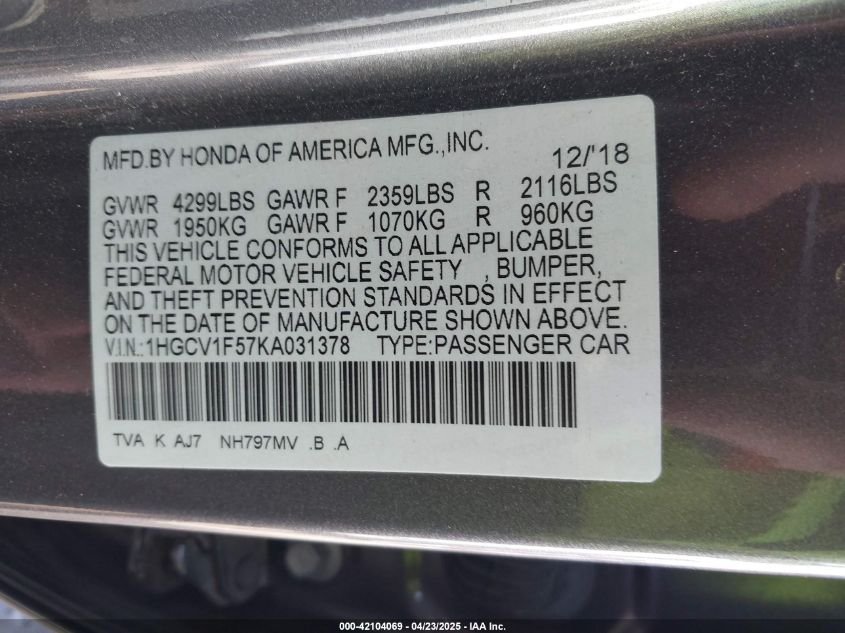 MFD.BY HONDA OF AMERICA MFG.,INC. 12/'18
GVWR 4299LBS GAWR F 2359LBS R 2116LBS
GVWR 1950KG GAWR F 1070KG R 960KG
THIS VEHICLE CONFORMS TO ALL APPLICABLE
FEDERAL MOTOR VEHICLE SAFETY , BUMPER,
AND THEFT PREVENTION STANDARDS IN EFFECT
ON THE DATE OF MANUFACTURE SHOWN ABOVE.
V.I.N.:1HGCV1F57KA031378 TYPE:PASSENGER CAR
TVA K AJ7 NH797MV .B .A
000-42104069 - 04/23/2025 - IAA Inc.